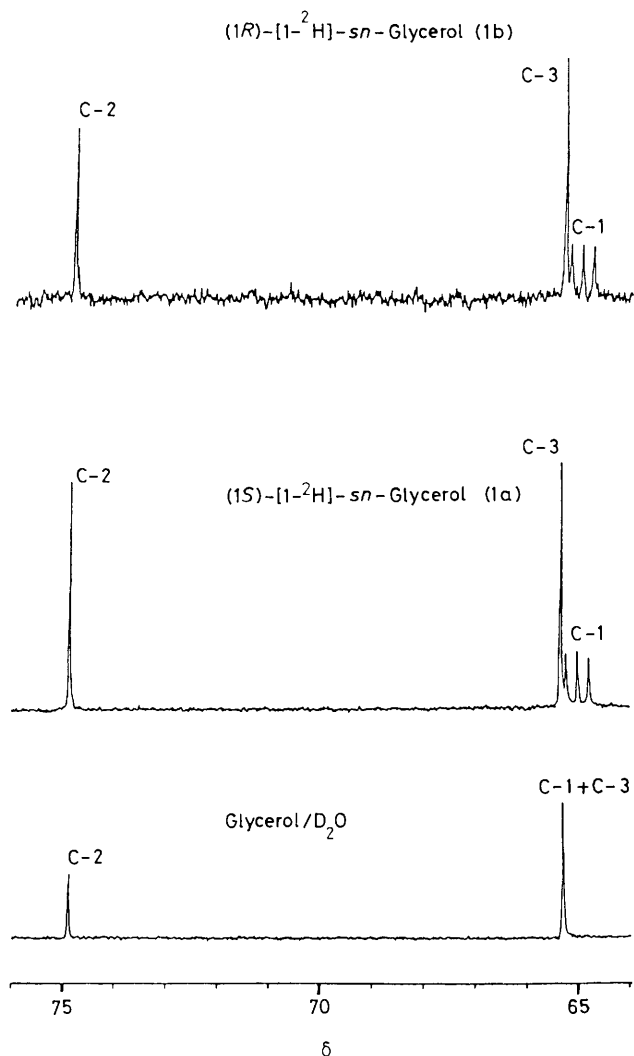 (1R)-[1-²H]-sn-Glycerol (1b)
C-3
C-2
C-1
C-3
C-2
(1S)-[1-²H]-sn-Glycerol (1a)
C-1
C-1+C-3
Glycerol/D₂O
C-2
75 70 65
δ